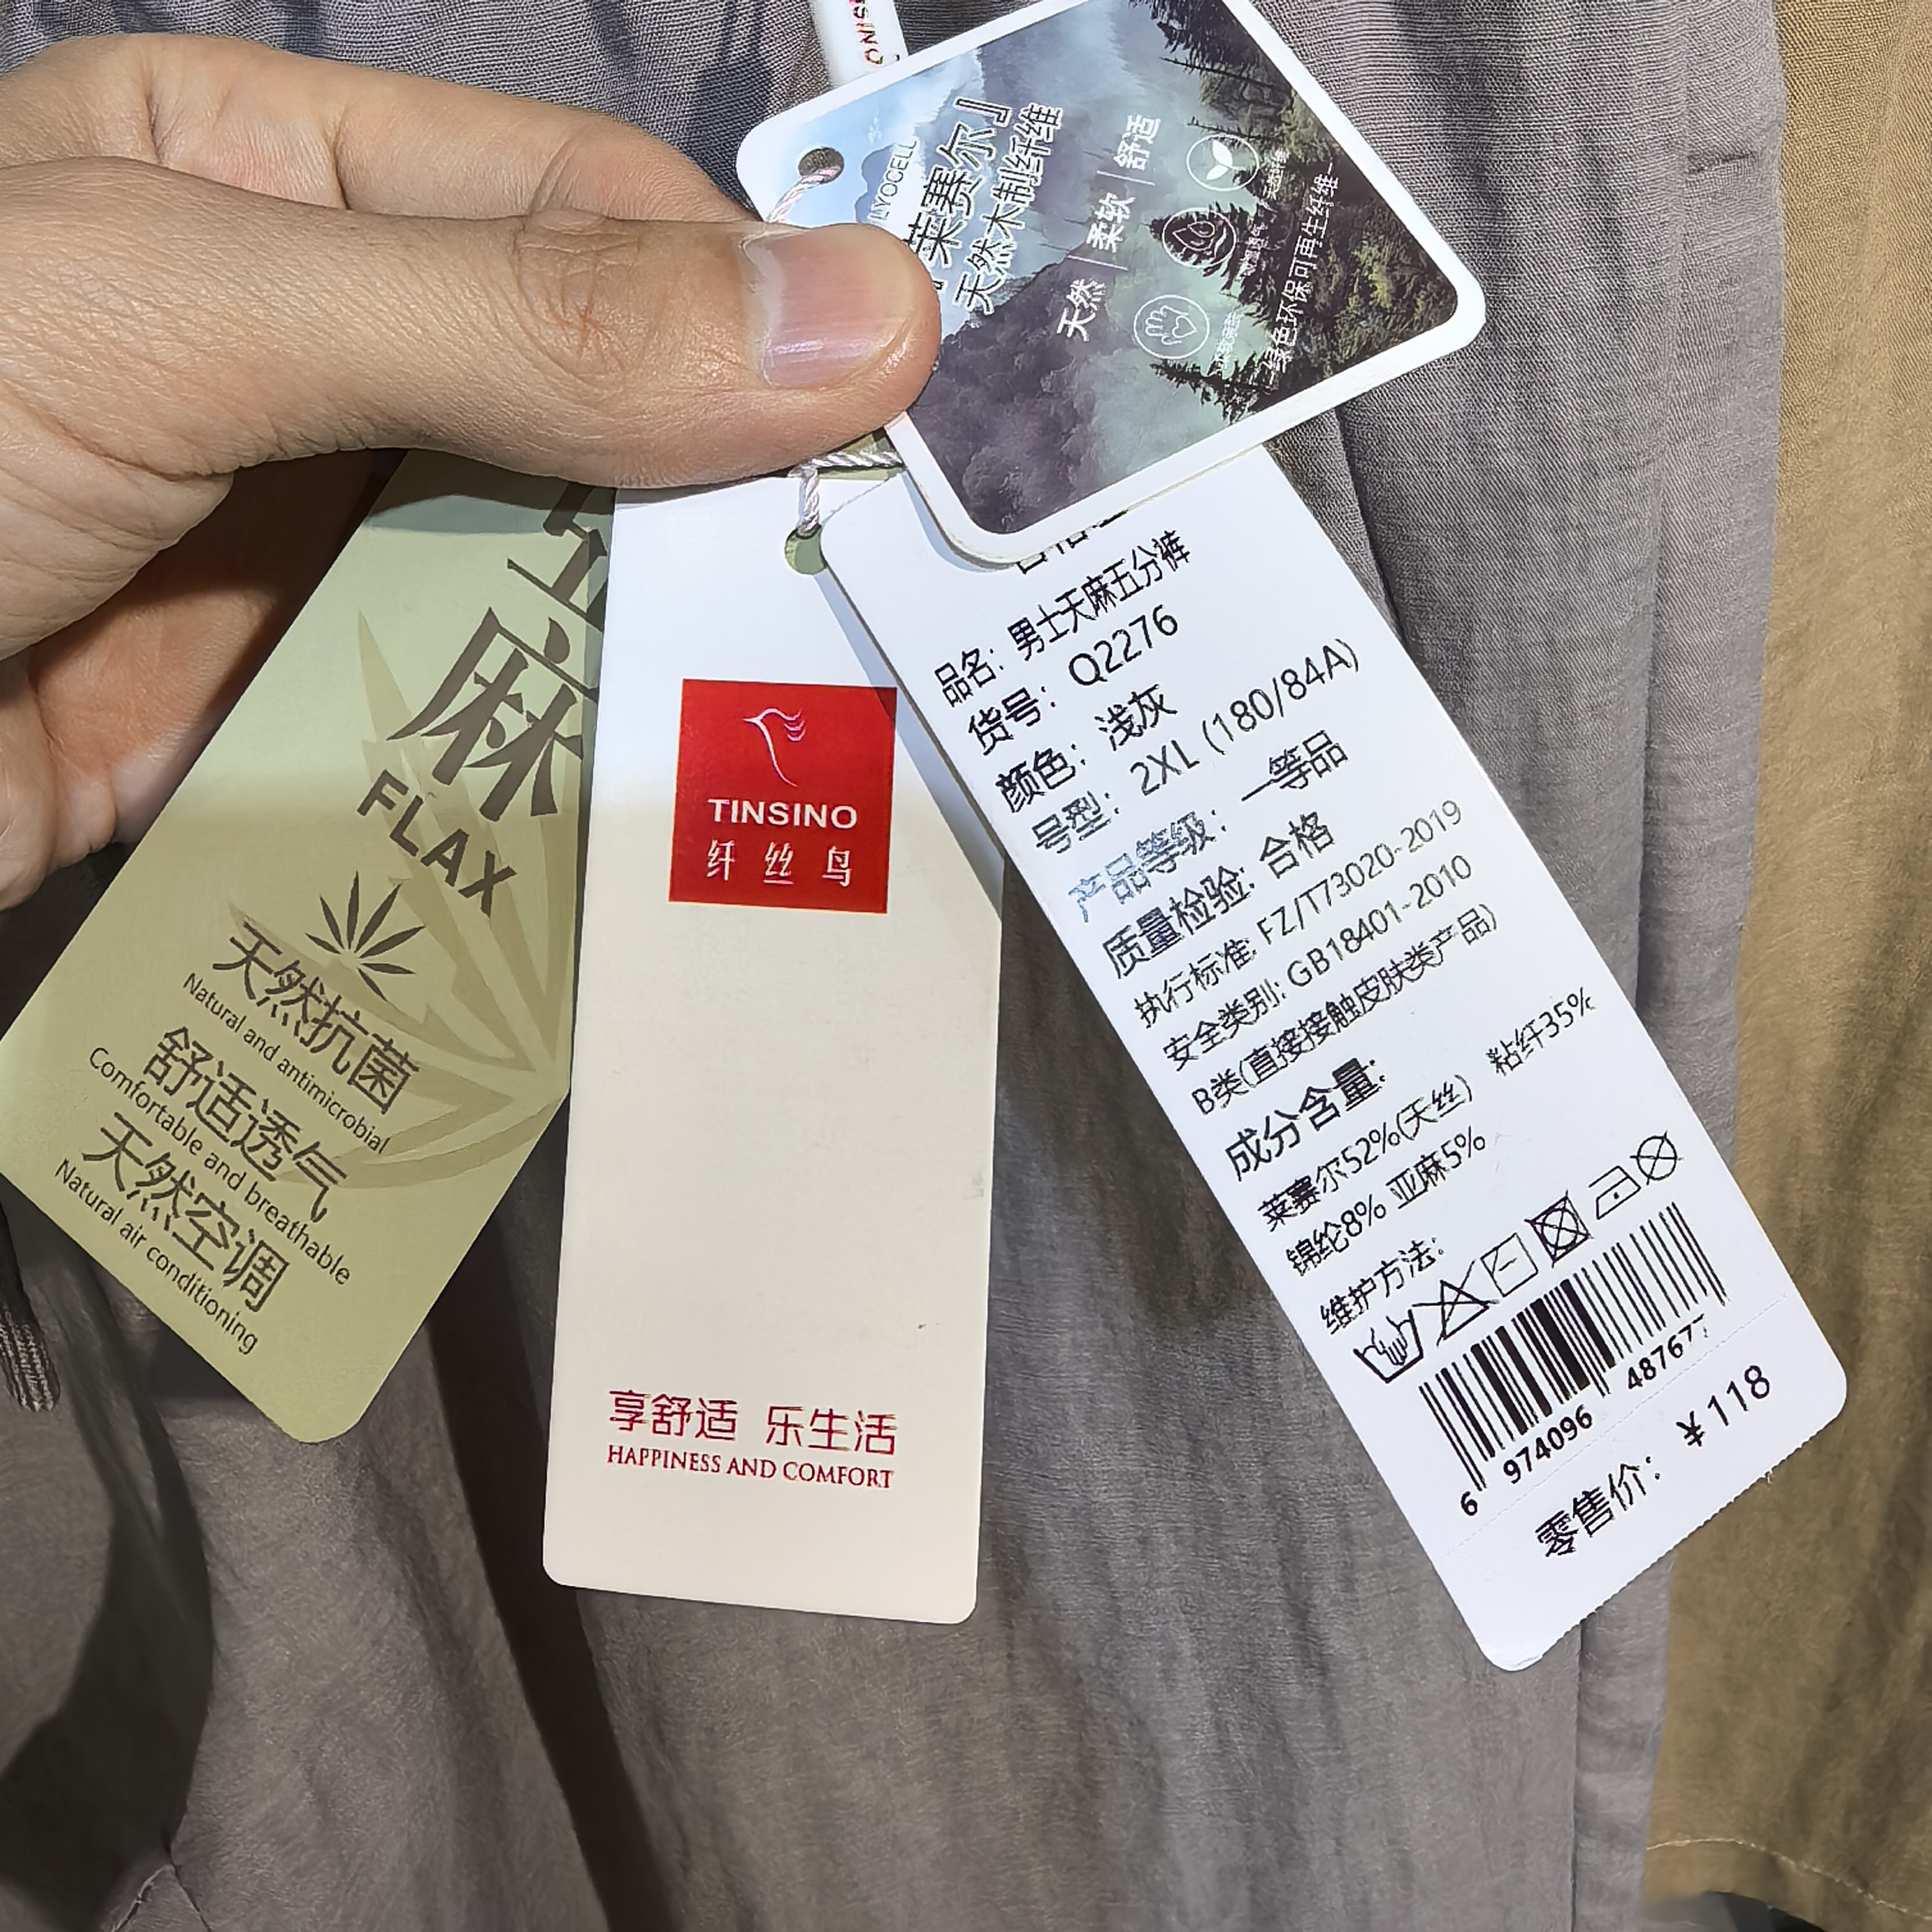 LYOCELL
『莱赛尔』
天然木制纤维
天然｜柔软｜舒适
绿色环保可再生纤维
麻
FLAX
天然抗菌
Natural and antimicrobial
舒适透气
Comfortable and breathable
天然空调
Natural air conditioning
TINSINO
纤丝鸟
享舒适 乐生活
HAPPINESS AND COMFORT
品名: 男士天麻五分裤
货号: Q2276
颜色: 浅灰
号型: 2XL (180/84A)
产品等级: 一等品
质量检验: 合格
执行标准: FZ/T73020-2019
安全类别: GB18401-2010
B类(直接接触皮肤类产品)
成分含量:
莱赛尔52%(天丝) 粘纤35%
锦纶8% 亚麻5%
维护方法:
6 974096 487677
零售价: ¥118